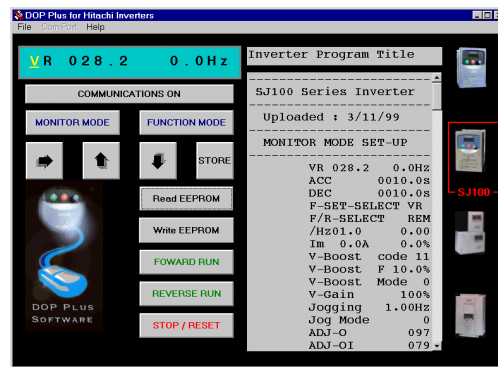 DOP Plus for Hitachi Inverters
File Com Port Help
VR 028.2 0.0Hz
COMMUNICATIONS ON
MONITOR MODE FUNCTION MODE
STORE
Read EEPROM
Write EEPROM
FOWARD RUN
REVERSE RUN
STOP / RESET
DOP PLUS
SOFTWARE
Inverter Program Title
SJ100 Series Inverter
Uploaded : 3/11/99
MONITOR MODE SET-UP
VR 028.2 0.0Hz
ACC 0010.0s
DEC 0010.0s
F-SET-SELECT VR
F/R-SELECT REM
/Hz01.0 0.00
Im 0.0A 0.0%
V-Boost code 11
V-Boost F 10.0%
V-Boost Mode 0
V-Gain 100%
Jogging 1.00Hz
Jog Mode 0
ADJ-O 097
ADJ-OI 079
SJ100